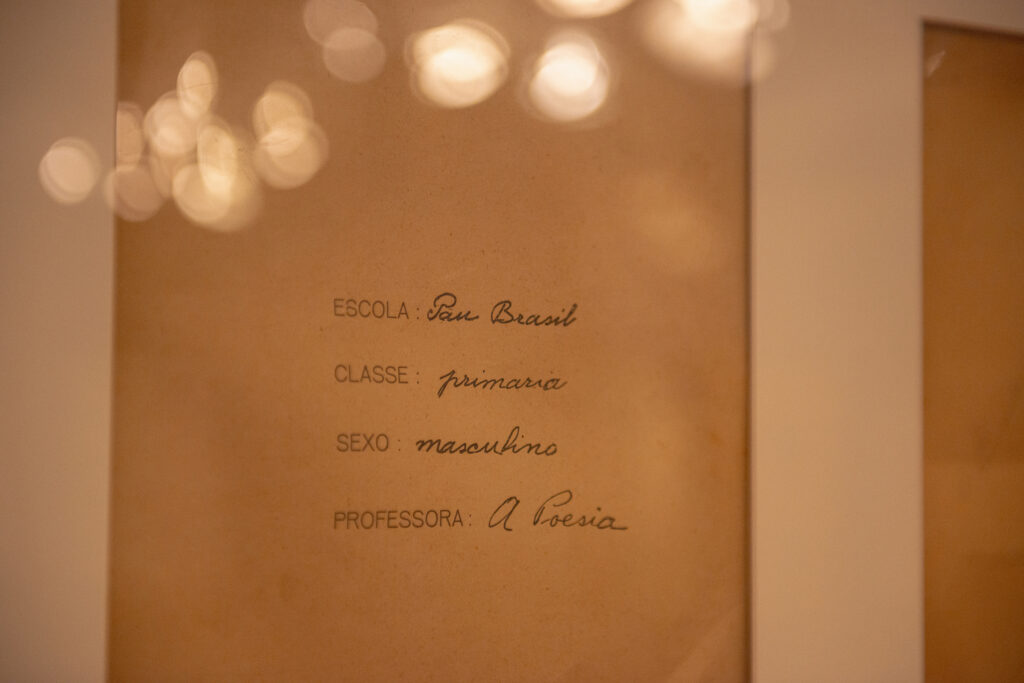 ESCOLA: Pau Brasil
CLASSE: primaria
SEXO: masculino
PROFESSORA: A Poesia